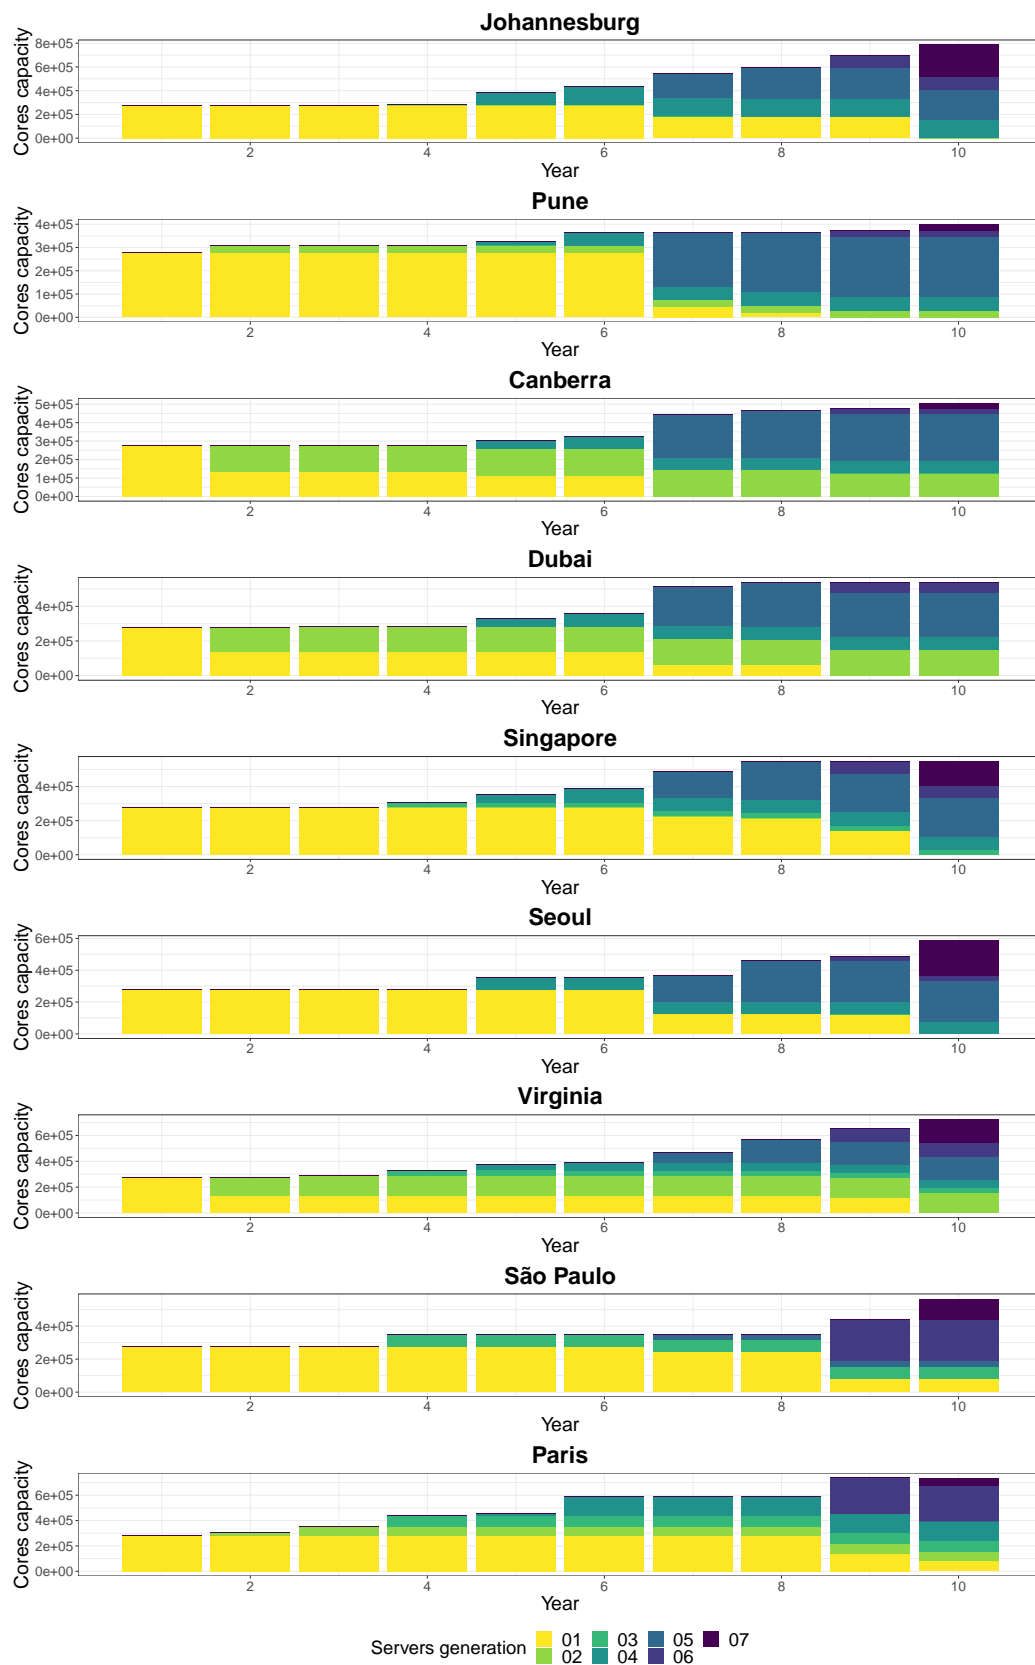 Johannesburg
Cores capacity
8e+05
6e+05
4e+05
2e+05
0e+00
2 4 6 8 10
Year
Pune
Cores capacity
4e+05
3e+05
2e+05
1e+05
0e+00
2 4 6 8 10
Year
Canberra
Cores capacity
5e+05
4e+05
3e+05
2e+05
1e+05
0e+00
2 4 6 8 10
Year
Dubai
Cores capacity
4e+05
2e+05
0e+00
2 4 6 8 10
Year
Singapore
Cores capacity
4e+05
2e+05
0e+00
2 4 6 8 10
Year
Seoul
Cores capacity
6e+05
4e+05
2e+05
0e+00
2 4 6 8 10
Year
Virginia
Cores capacity
6e+05
4e+05
2e+05
0e+00
2 4 6 8 10
Year
São Paulo
Cores capacity
4e+05
2e+05
0e+00
2 4 6 8 10
Year
Paris
Cores capacity
6e+05
4e+05
2e+05
0e+00
2 4 6 8 10
Year
Servers generation 01 03 05 07
02 04 06